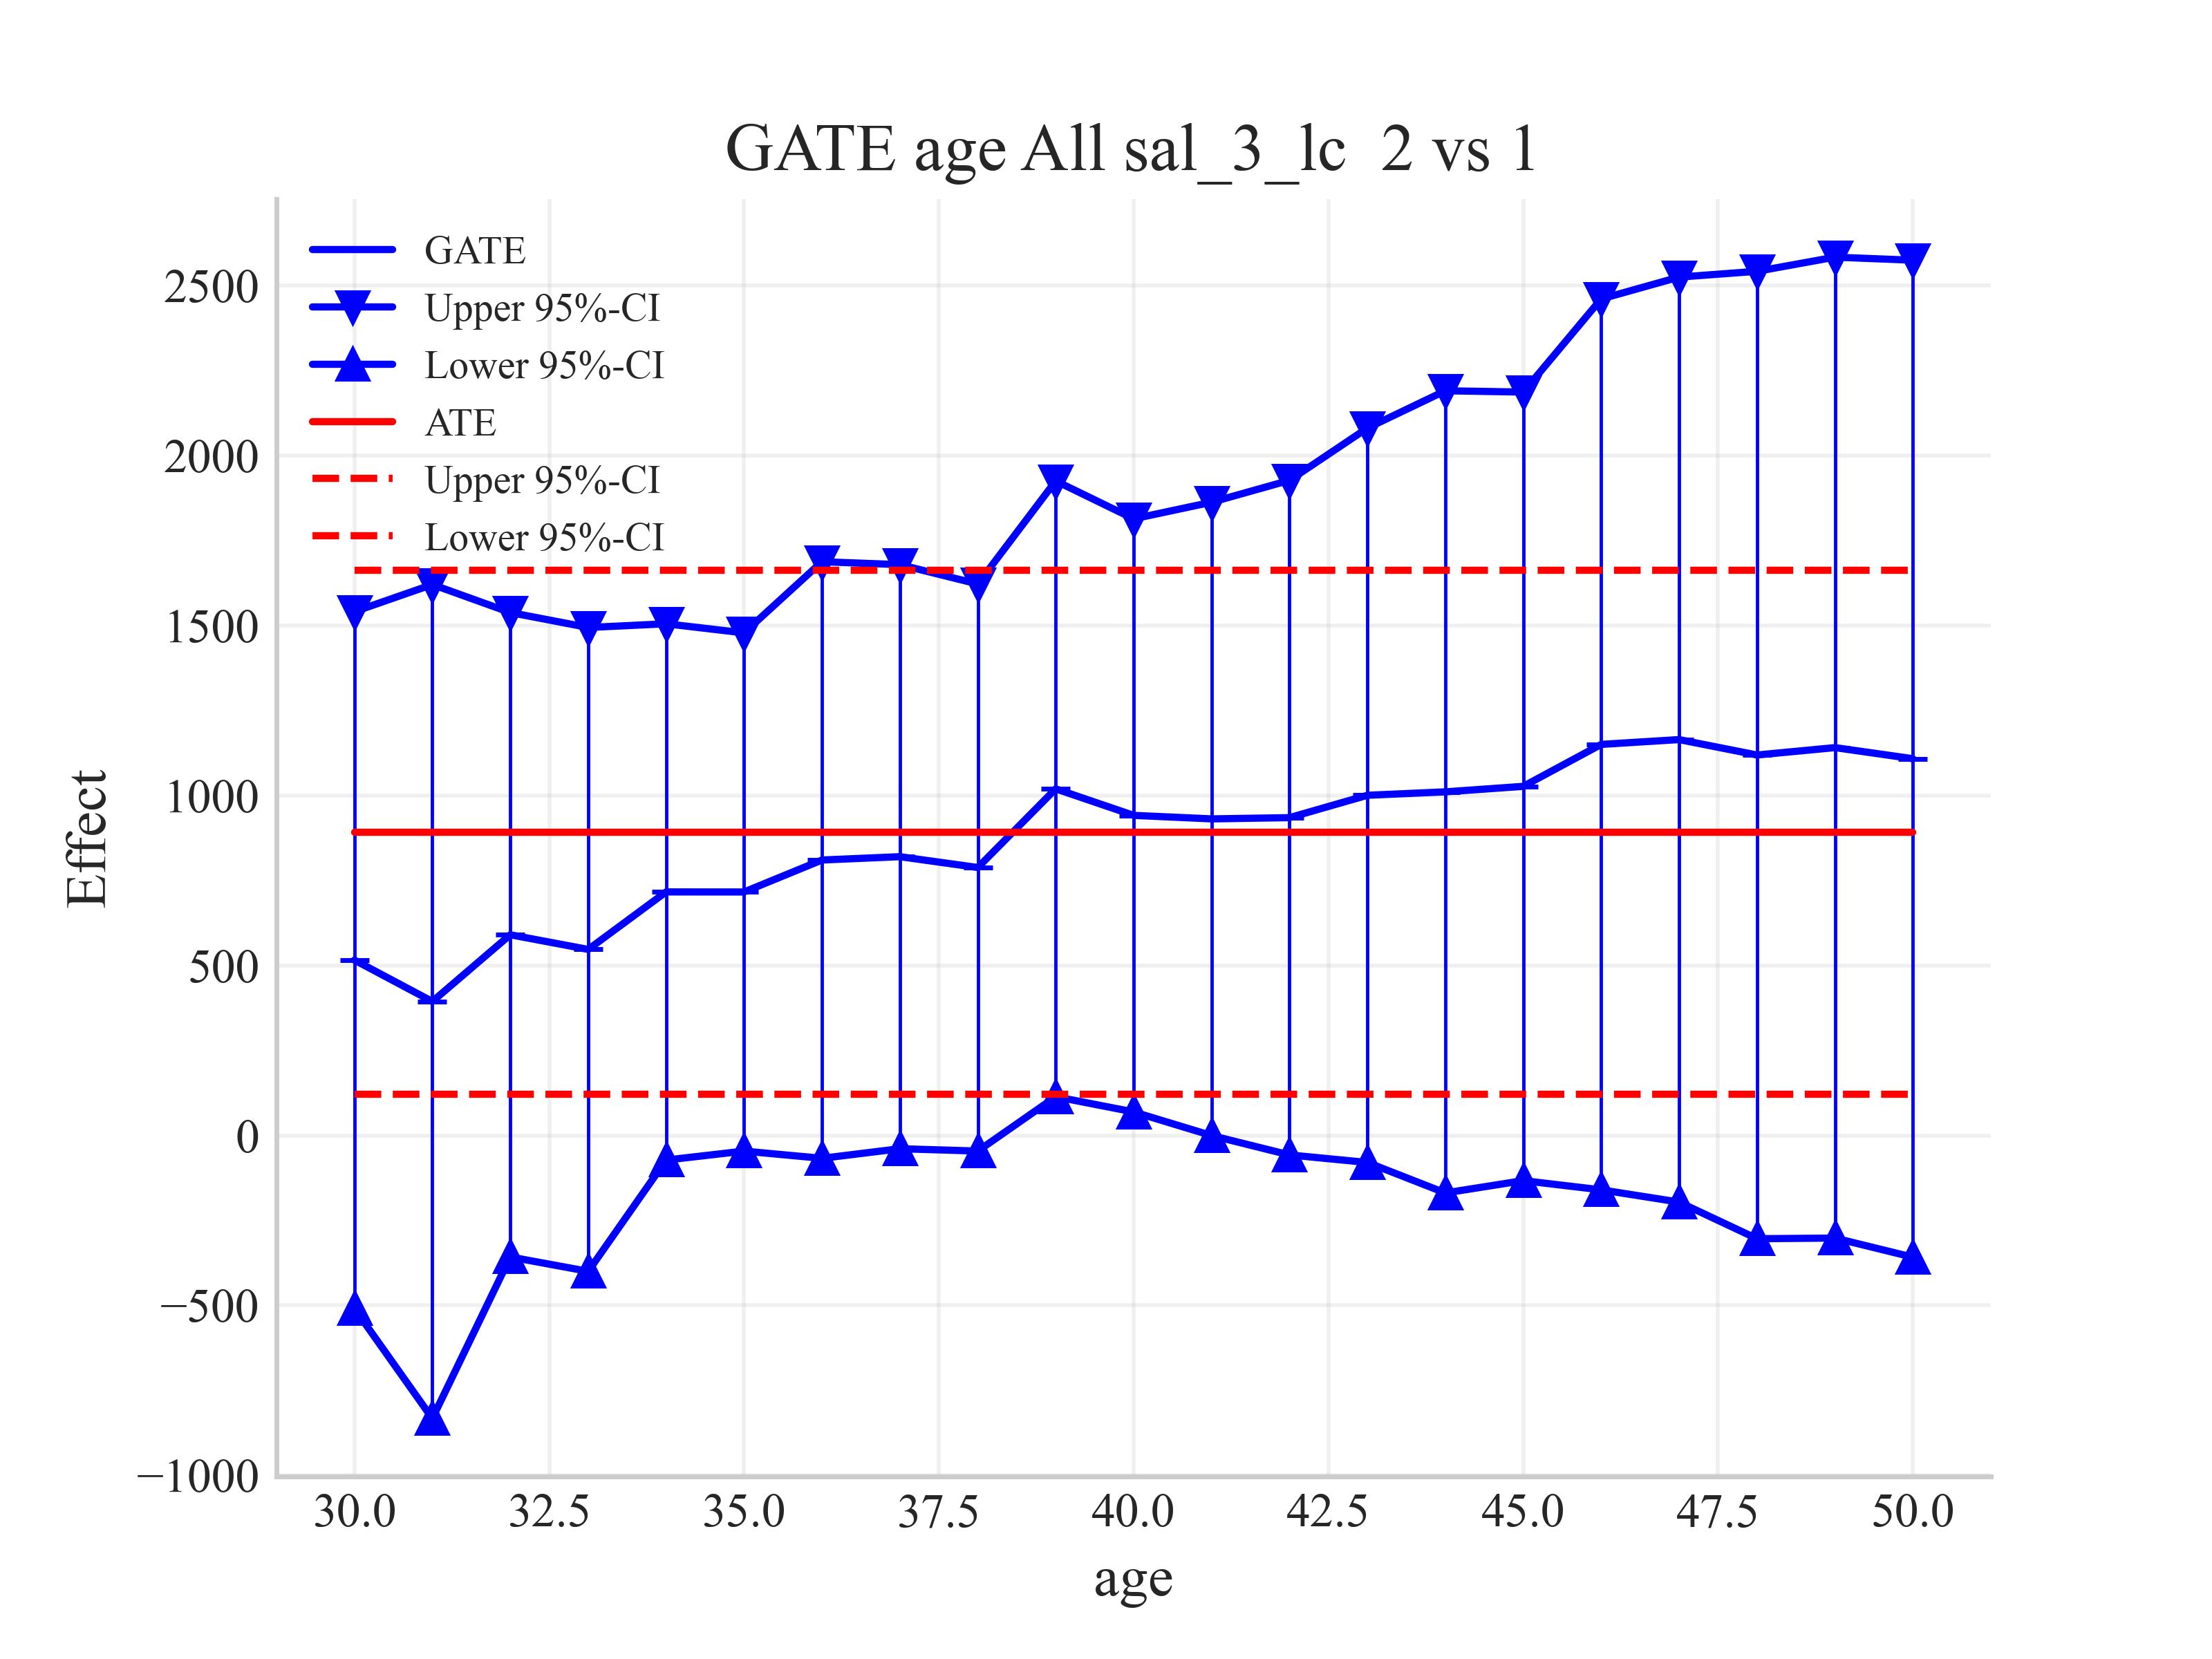 GATE age All sal_3_lc  2 vs 1
GATE
Upper 95%-CI
Lower 95%-CI
ATE
Upper 95%-CI
Lower 95%-CI
2500
2000
1500
1000
500
0
−500
−1000
Effect
30.0 32.5 35.0 37.5 40.0 42.5 45.0 47.5 50.0
age